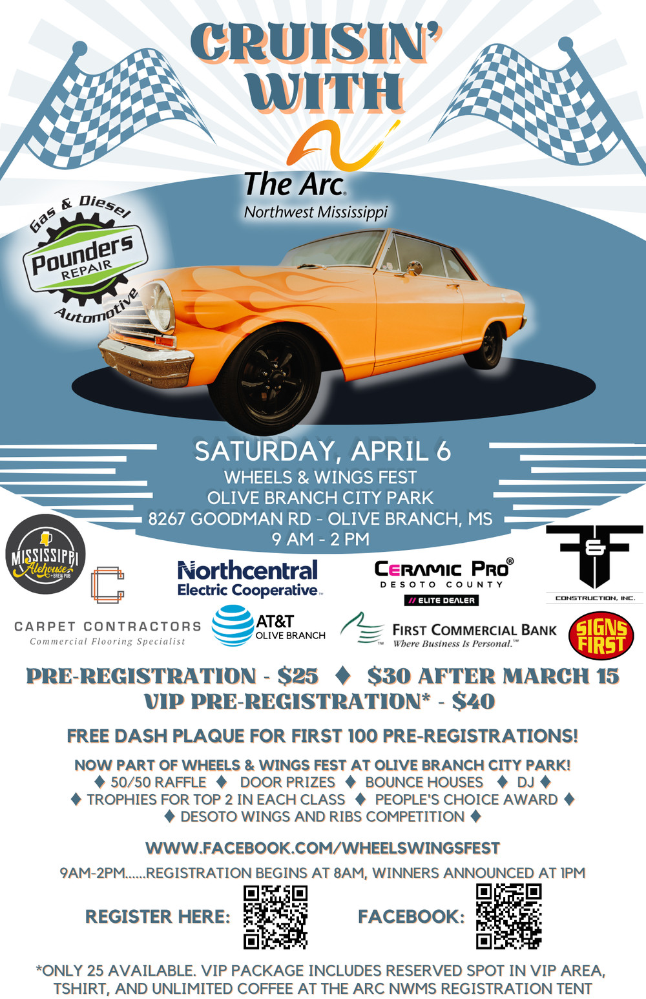 CRUISIN'
WITH
The Arc®
Northwest Mississippi
Gas & Diesel
Pounders
REPAIR
Automotive
SATURDAY, APRIL 6
WHEELS & WINGS FEST
OLIVE BRANCH CITY PARK
8267 GOODMAN RD - OLIVE BRANCH, MS
9 AM - 2 PM
MISSISSIPPI
Alehouse
+BREW PUB
Northcentral
Electric Cooperative™
CERAMIC PRO®
DESOTO COUNTY
// ELITE DEALER
F&F
CONSTRUCTION, INC.
C
CARPET CONTRACTORS
Commercial Flooring Specialist
AT&T
OLIVE BRANCH
™
FIRST COMMERCIAL BANK
Where Business Is Personal.™
SIGNS
FIRST
PRE-REGISTRATION - $25 ♦ $30 AFTER MARCH 15
VIP PRE-REGISTRATION* - $40
FREE DASH PLAQUE FOR FIRST 100 PRE-REGISTRATIONS!
NOW PART OF WHEELS & WINGS FEST AT OLIVE BRANCH CITY PARK!
♦ 50/50 RAFFLE ♦ DOOR PRIZES ♦ BOUNCE HOUSES ♦ DJ ♦
♦ TROPHIES FOR TOP 2 IN EACH CLASS ♦ PEOPLE'S CHOICE AWARD ♦
♦ DESOTO WINGS AND RIBS COMPETITION ♦
WWW.FACEBOOK.COM/WHEELSWINGSFEST
9AM-2PM......REGISTRATION BEGINS AT 8AM, WINNERS ANNOUNCED AT 1PM
REGISTER HERE:
FACEBOOK:
*ONLY 25 AVAILABLE. VIP PACKAGE INCLUDES RESERVED SPOT IN VIP AREA,
TSHIRT, AND UNLIMITED COFFEE AT THE ARC NWMS REGISTRATION TENT